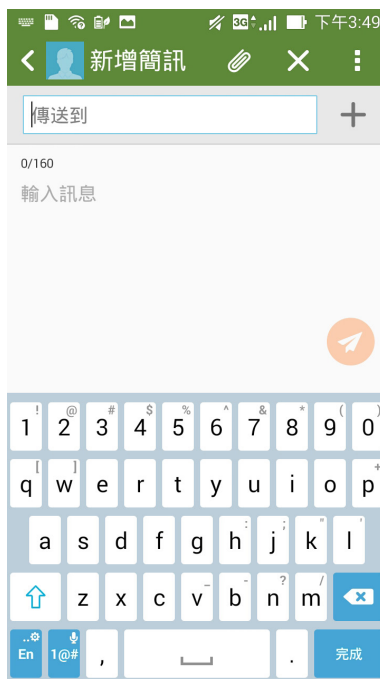 3G 下午3:49
新增簡訊
傳送到
0/160
輸入訊息
! @ # $ % ^ & * ( )
1 2 3 4 5 6 7 8 9 0
[ ] +
q w e r t y u i o p
: ; " '
a s d f g h j k l
_ - ? /
z x c v b n m
En 1@# , . 完成